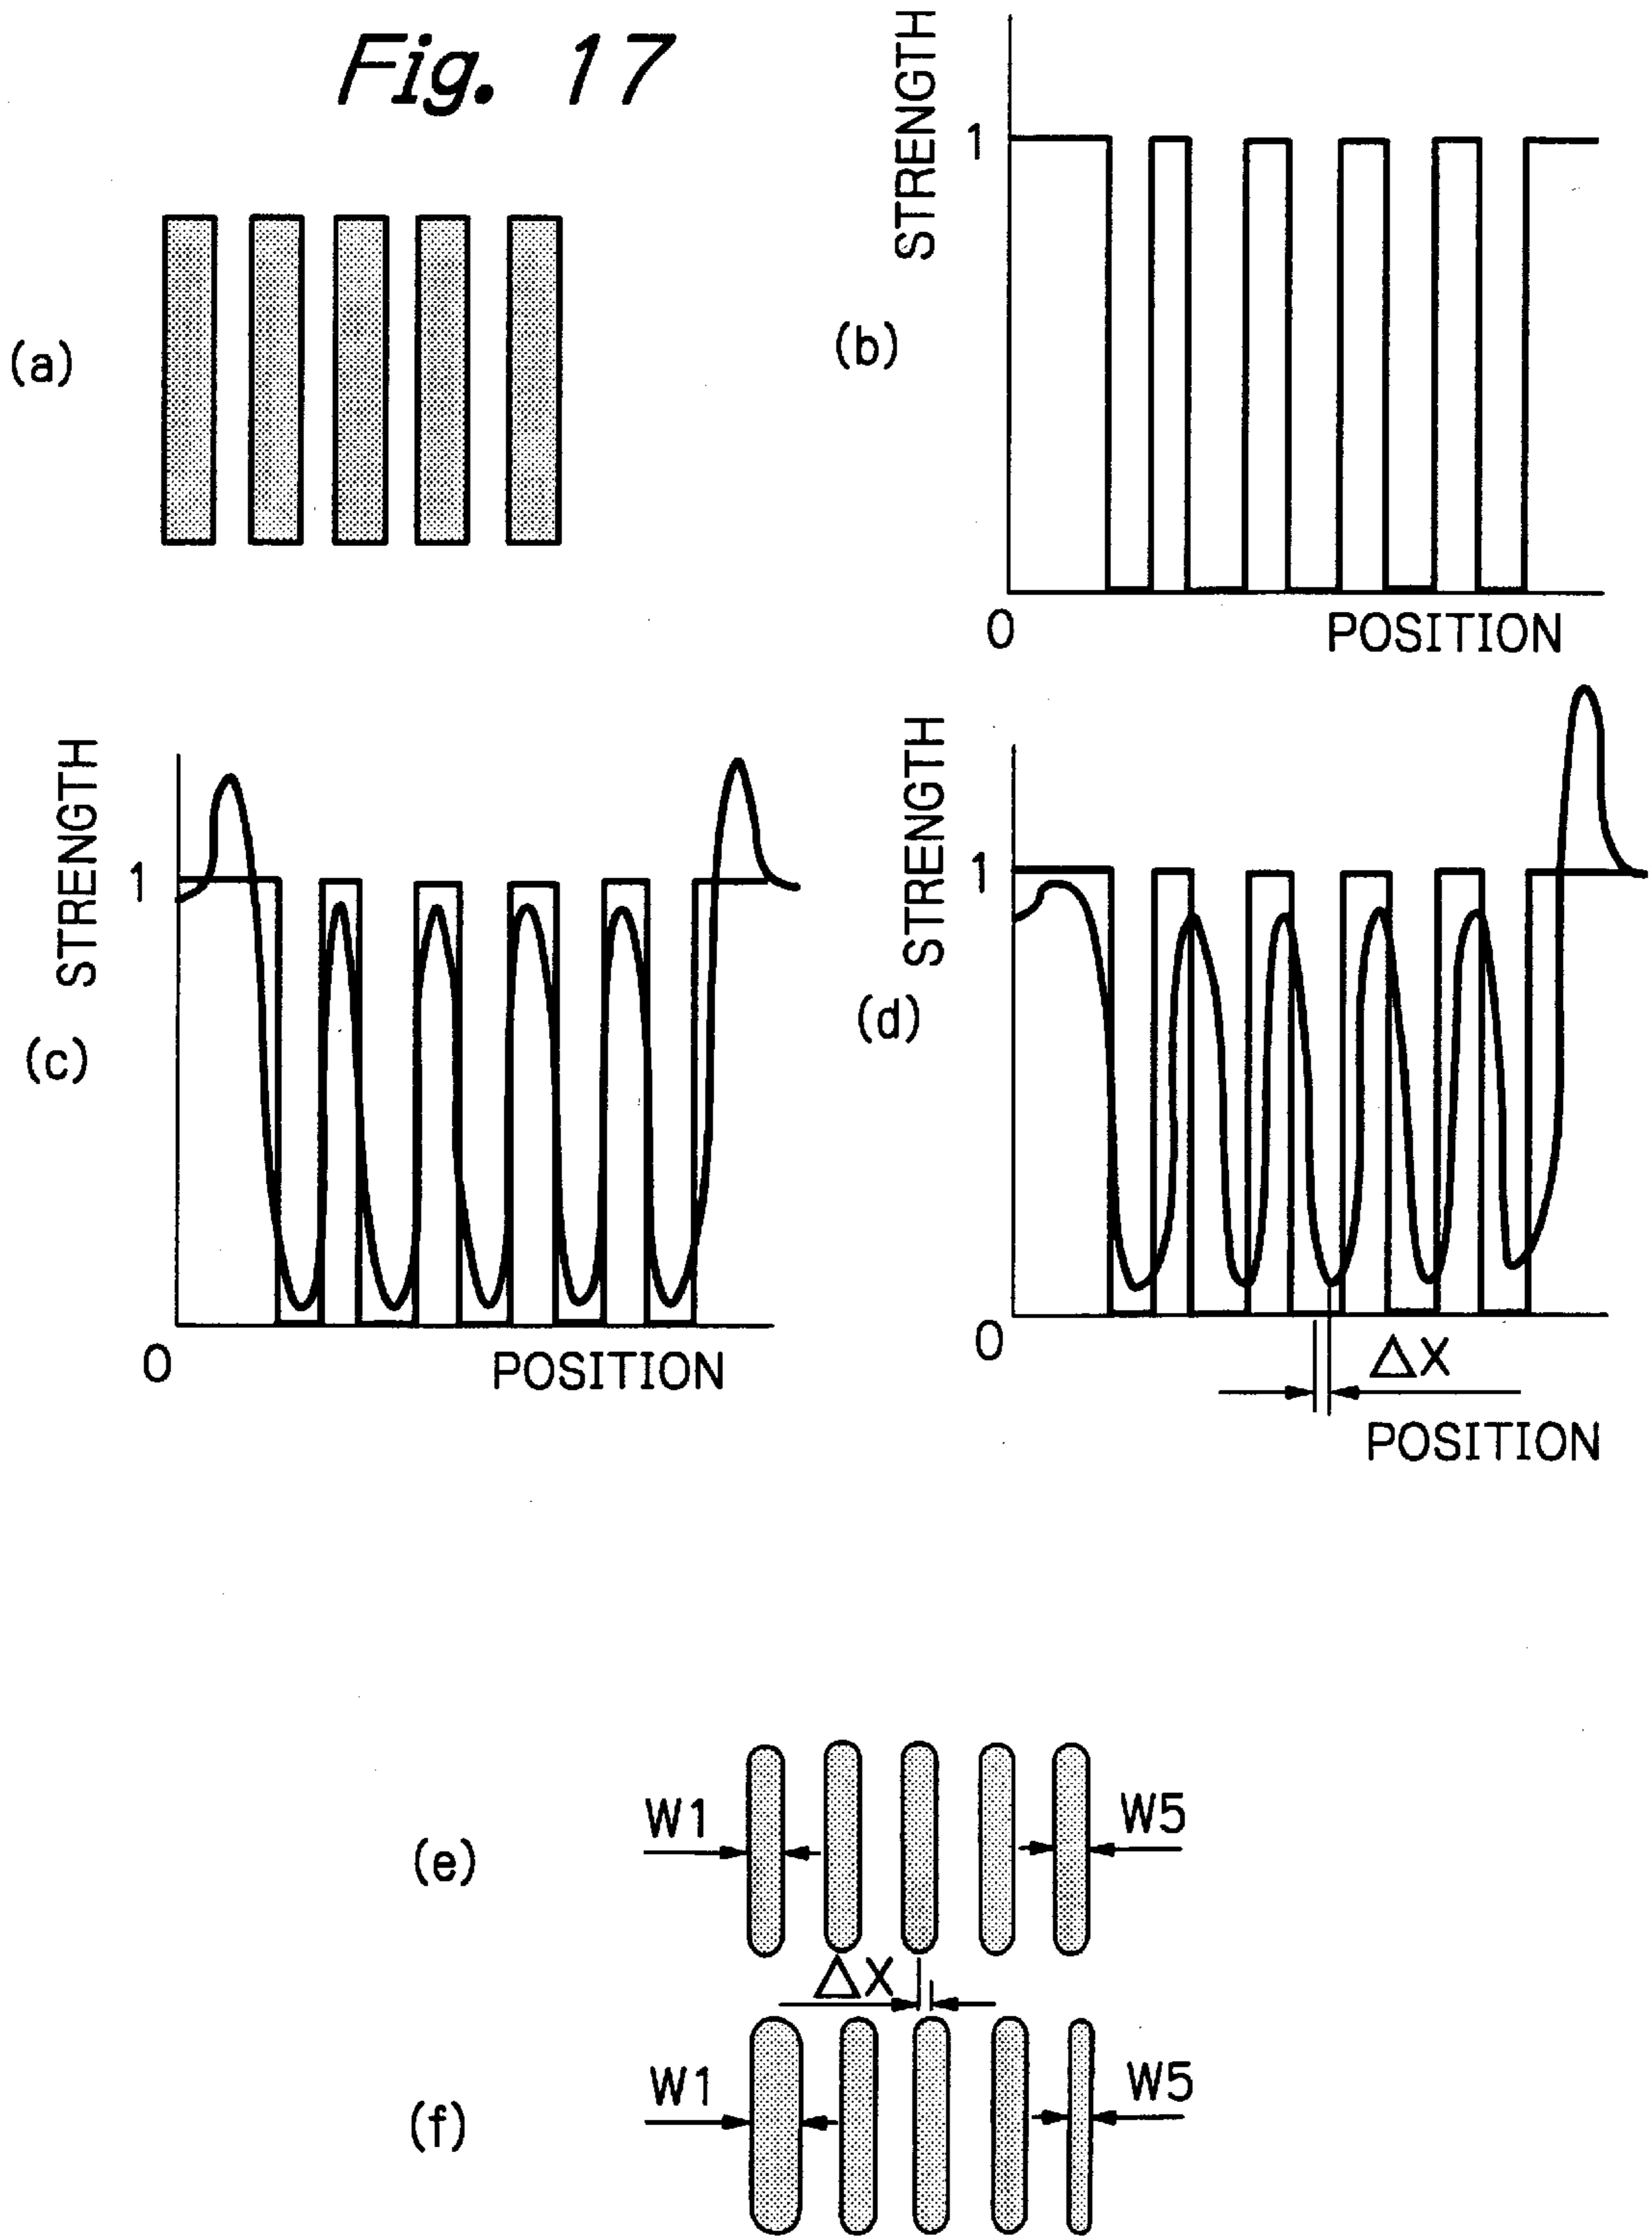 Fig. 17
(a)
STRENGTH
1
(b)
0
POSITION
STRENGTH
1
(c)
0
POSITION
STRENGTH
1
(d)
0
ΔX
POSITION
(e)
W1
W5
ΔX
(f)
W1
W5